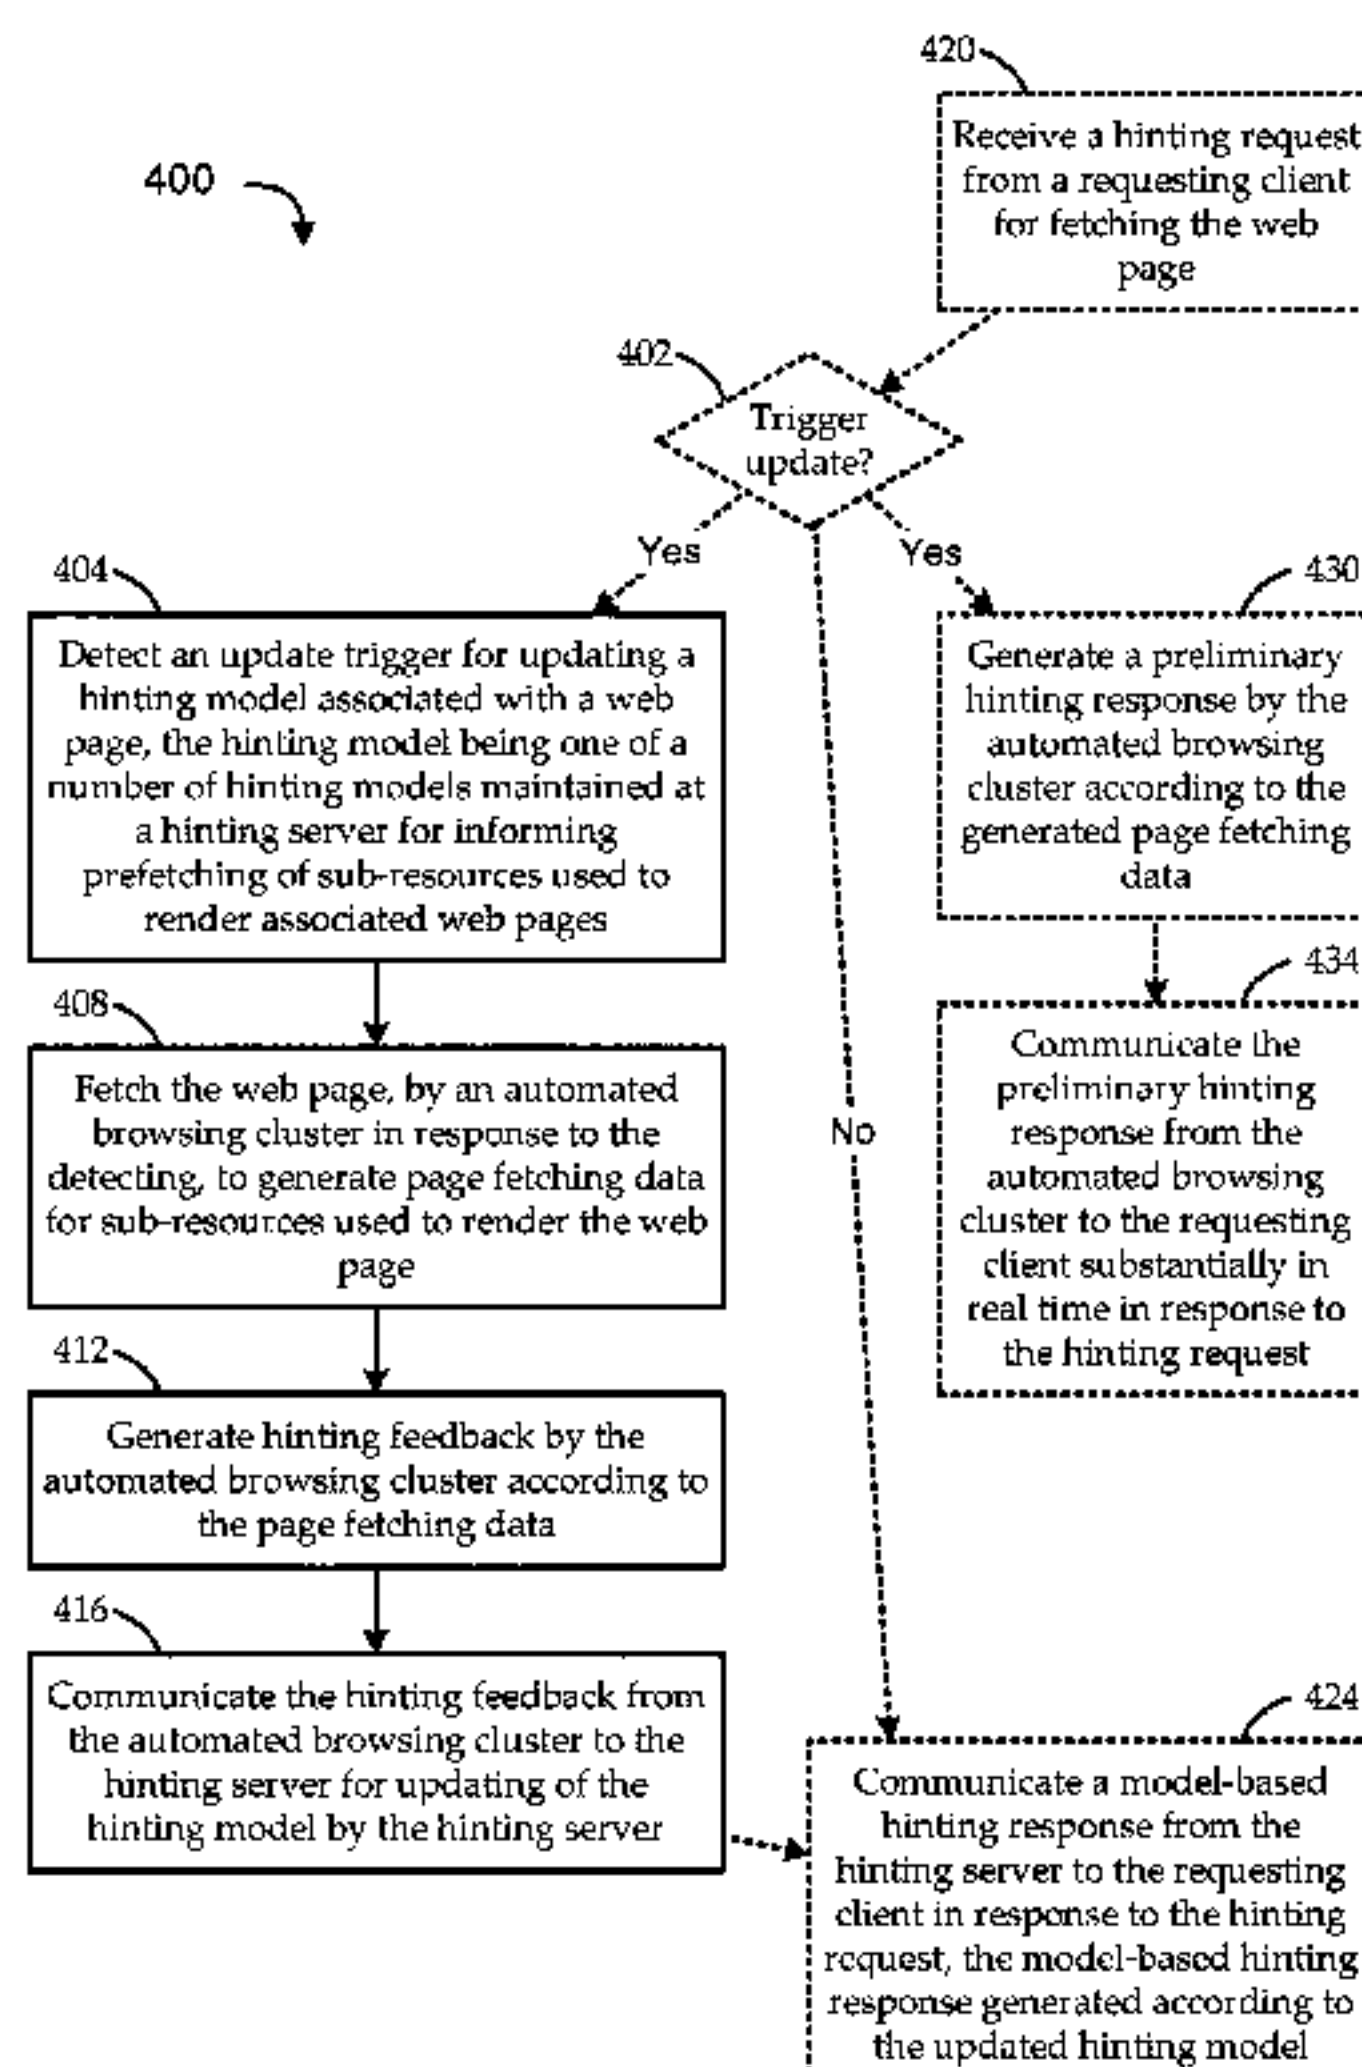 420
Receive a hinting request
from a requesting client
for fetching the web
page
400
402
Trigger
update?
Yes
Yes
404
Detect an update trigger for updating a
hinting model associated with a web
page, the hinting model being one of a
number of hinting models maintained at
a hinting server for informing
prefetching of sub-resources used to
render associated web pages
430
Generate a preliminary
hinting response by the
automated browsing
cluster according to the
generated page fetching
data
408
Fetch the web page, by an automated
browsing cluster in response to the
detecting, to generate page fetching data
for sub-resources used to render the web
page
434
Communicate the
preliminary hinting
response from the
automated browsing
cluster to the requesting
client substantially in
real time in response to
the hinting request
No
412
Generate hinting feedback by the
automated browsing cluster according to
the page fetching data
416
Communicate the hinting feedback from
the automated browsing cluster to the
hinting server for updating of the
hinting model by the hinting server
424
Communicate a model-based
hinting response from the
hinting server to the requesting
client in response to the hinting
request, the model-based hinting
response generated according to
the updated hinting model